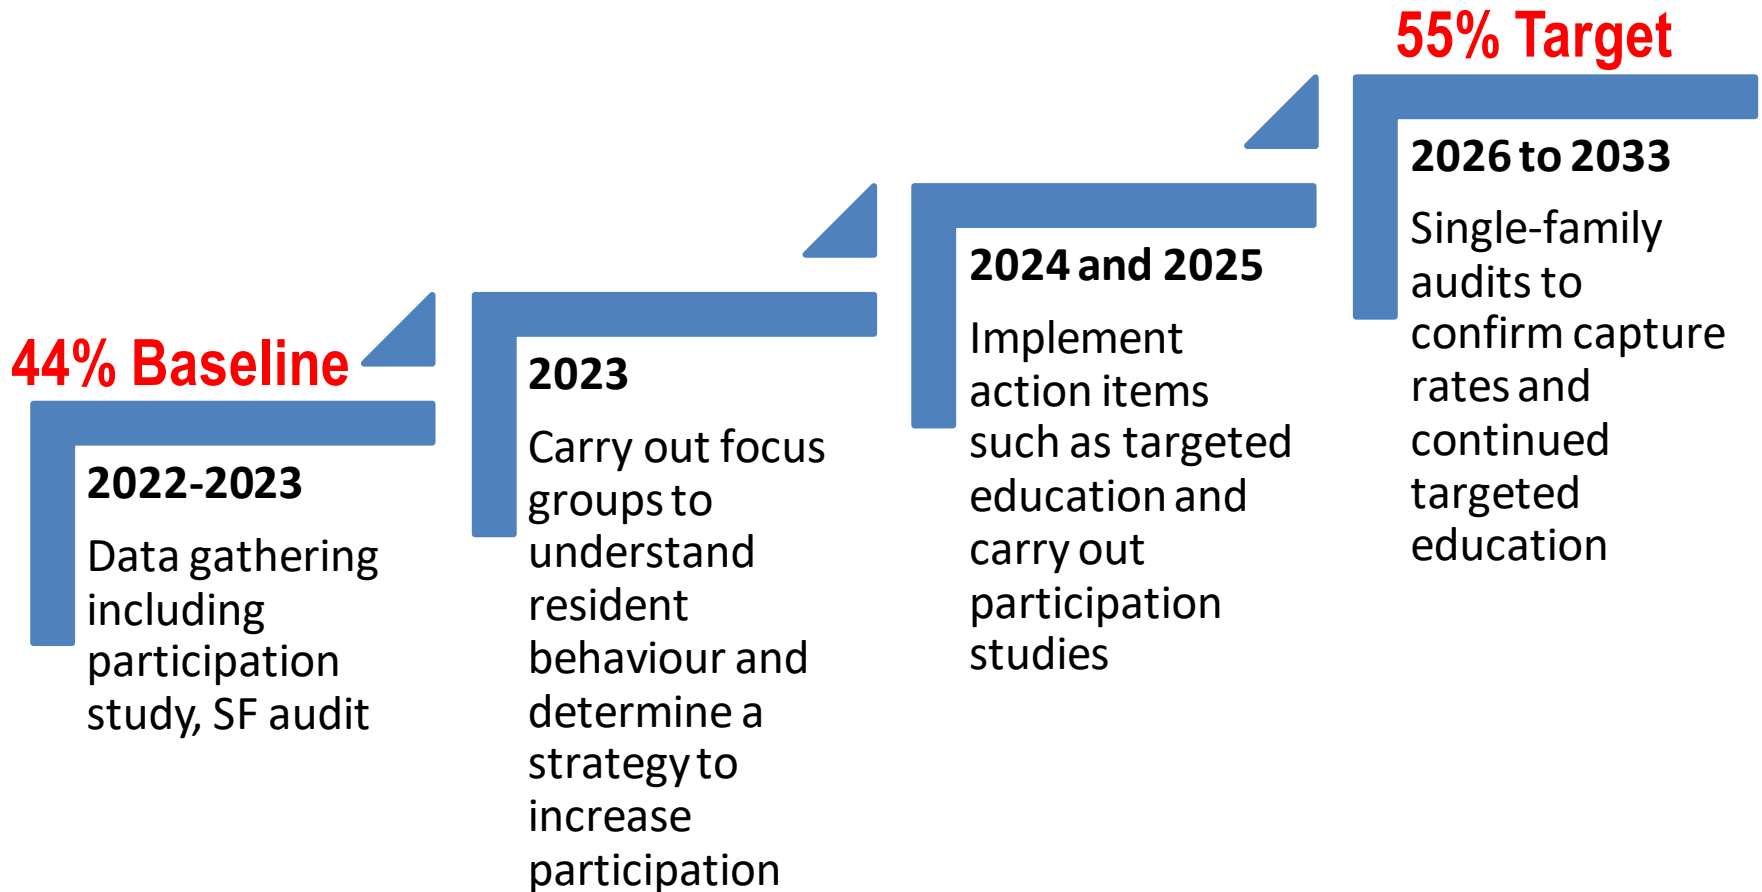 44% Baseline
2022-2023
Data gathering
including
participation
study, SF audit
2023
Carry out focus
groups to
understand
resident
behaviour and
determine a
strategy to
increase
participation
2024 and 2025
Implement
action items
such as targeted
education and
carry out
participation
studies
55% Target
2026 to 2033
Single-family
audits to
confirm capture
rates and
continued
targeted
education